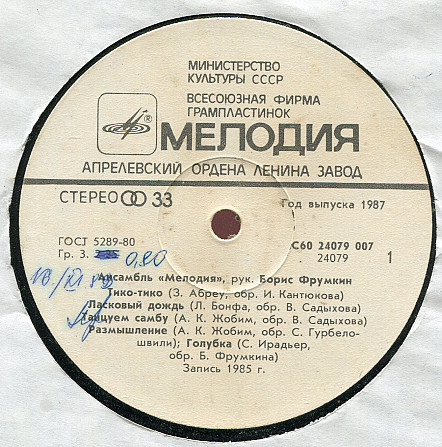 МИНИСТЕРСТВО
КУЛЬТУРЫ СССР
ВСЕСОЮЗНАЯ ФИРМА
ГРАМПЛАСТИНОК
® МЕЛОДИЯ
АПРЕЛЕВСКИЙ ОРДЕНА ЛЕНИНА ЗАВОД
СТЕРЕО 33
Год выпуска 1987
ГОСТ 5289-80
Гр. 3. 0,80
С60 24079 007
24079 1
Ансамбль «Мелодия», рук. Борис Фрумкин
Тико-тико (З. Абреу, обр. И. Кантюкова)
Ласковый дождь (Л. Бонфа, обр. В. Садыхова)
Танцуем самбу (А. К. Жобим, обр. В. Садыхова)
Размышление (А. К. Жобим, обр. С. Гурбело-
швили); Голубка (С. Ирадьер,
обр. Б. Фрумкина)
Запись 1985 г.